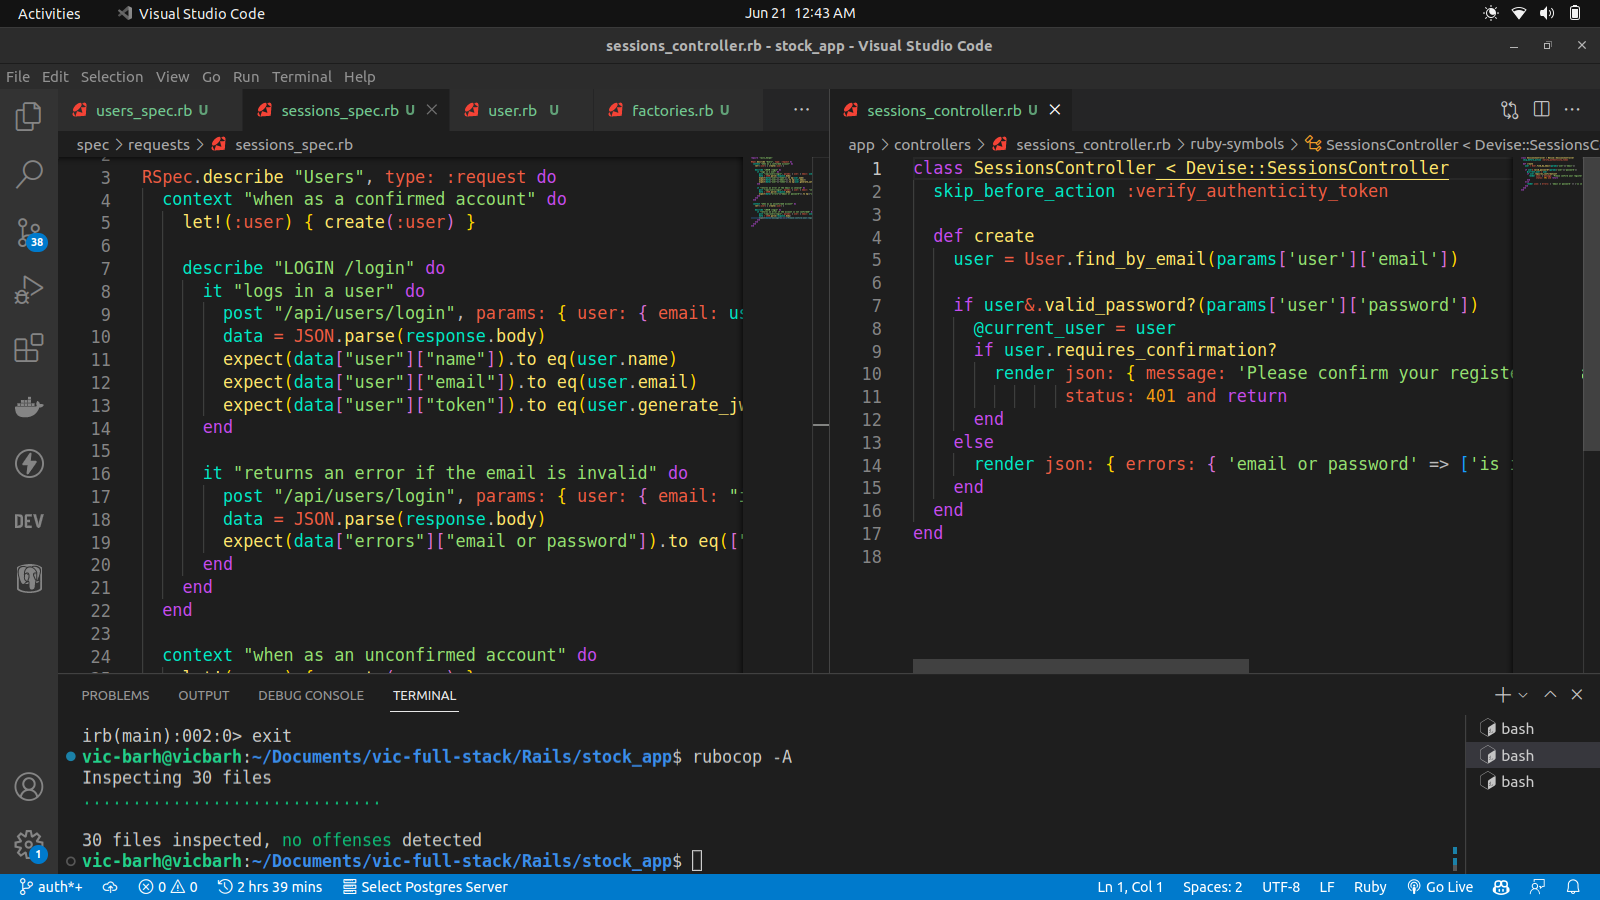 Activities Visual Studio Code Jun 21 12:43 AM
sessions_controller.rb - stock_app - Visual Studio Code
File Edit Selection View Go Run Terminal Help
users_spec.rb U sessions_spec.rb U user.rb U factories.rb U ···
spec > requests > sessions_spec.rb
2
3 RSpec.describe "Users", type: :request do
4 context "when as a confirmed account" do
5 let!(:user) { create(:user) }
6
7 describe "LOGIN /login" do
8 it "logs in a user" do
9 post "/api/users/login", params: { user: { email: us
10 data = JSON.parse(response.body)
11 expect(data["user"]["name"]).to eq(user.name)
12 expect(data["user"]["email"]).to eq(user.email)
13 expect(data["user"]["token"]).to eq(user.generate_jw
14 end
15
16 it "returns an error if the email is invalid" do
17 post "/api/users/login", params: { user: { email: "i
18 data = JSON.parse(response.body)
19 expect(data["errors"]["email or password"]).to eq(["
20 end
21 end
22 end
23
24 context "when as an unconfirmed account" do
sessions_controller.rb U ···
app > controllers > sessions_controller.rb > ruby-symbols > SessionsController < Devise::SessionsC
1 class SessionsController < Devise::SessionsController
2 skip_before_action :verify_authenticity_token
3
4 def create
5 user = User.find_by_email(params['user']['email'])
6
7 if user&.valid_password?(params['user']['password'])
8 @current_user = user
9 if user.requires_confirmation?
10 render json: { message: 'Please confirm your registe
11 status: 401 and return
12 end
13 else
14 render json: { errors: { 'email or password' => ['is i
15 end
16 end
17 end
18
38
DEV
1
PROBLEMS OUTPUT DEBUG CONSOLE TERMINAL
irb(main):002:0> exit
vic-barh@vicbarh:~/Documents/vic-full-stack/Rails/stock_app$ rubocop -A
Inspecting 30 files
..............................
30 files inspected, no offenses detected
vic-barh@vicbarh:~/Documents/vic-full-stack/Rails/stock_app$
bash
bash
bash
auth*+ 0 0 2 hrs 39 mins Select Postgres Server Ln 1, Col 1 Spaces: 2 UTF-8 LF Ruby Go Live